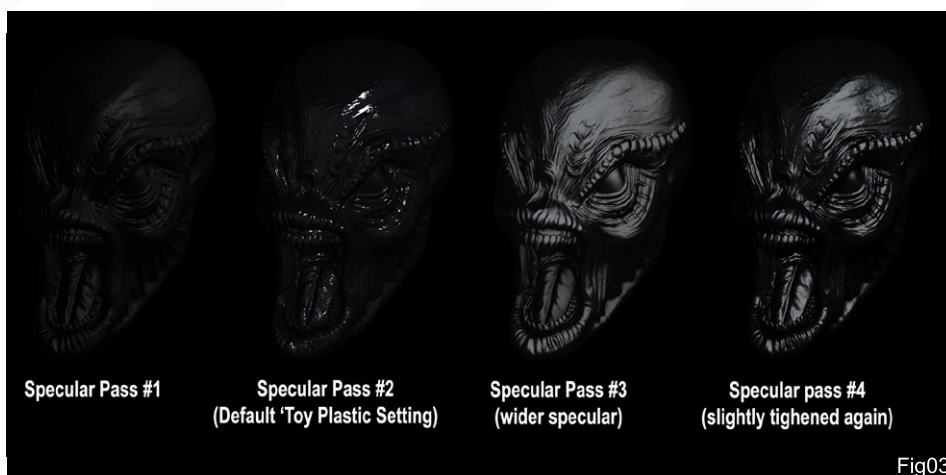 Specular Pass #1
Specular Pass #2
(Default ‘Toy Plastic Setting)
Specular Pass #3
(wider specular)
Specular pass #4
(slightly tighened again)
Fig03